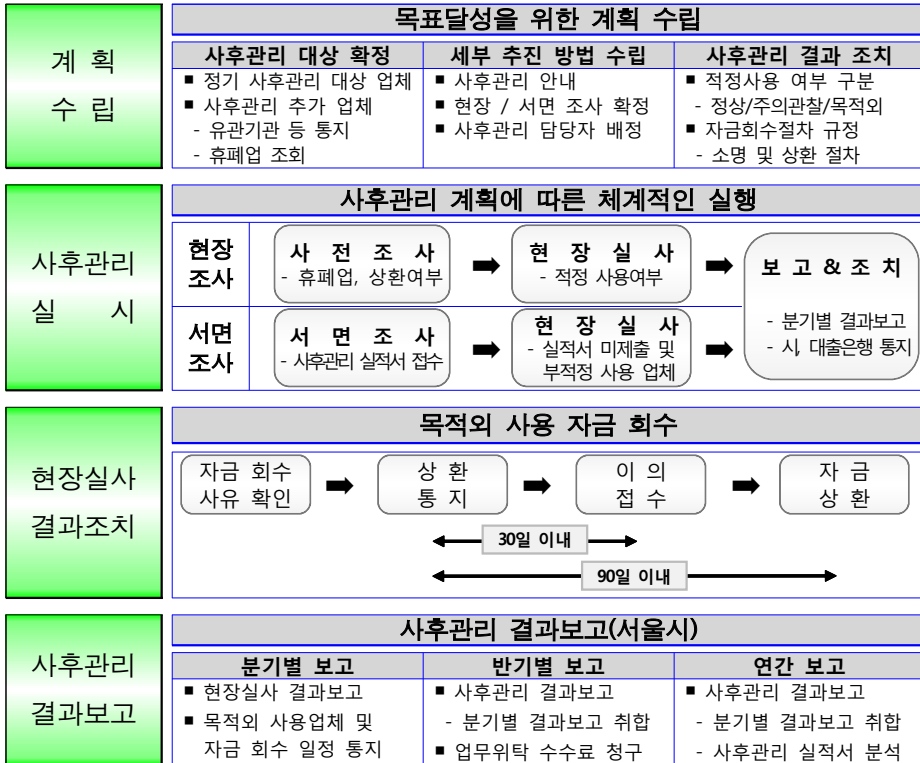 계 획
수 립
목표달성을 위한 계획 수립
사후관리 대상 확정
■ 정기 사후관리 대상 업체
■ 사후관리 추가 업체
- 유관기관 등 통지
- 휴폐업 조회
세부 추진 방법 수립
■ 사후관리 안내
■ 현장 / 서면 조사 확정
■ 사후관리 담당자 배정
사후관리 결과 조치
■ 적정사용 여부 구분
- 정상/주의관찰/목적외
■ 자금회수절차 규정
- 소명 및 상환 절차
사후관리
실 시
사후관리 계획에 따른 체계적인 실행
현장
조사
사 전 조 사
- 휴폐업, 상환여부
현 장 실 사
- 적정 사용여부
서면
조사
서 면 조 사
- 사후관리 실적서 접수
현 장 실 사
- 실적서 미제출 및
부적정 사용 업체
보 고 & 조 치
- 분기별 결과보고
- 시, 대출은행 통지
현장실사
결과조치
목적외 사용 자금 회수
자금 회수
사유 확인
상 환
통 지
이 의
접 수
자 금
상 환
30일 이내
90일 이내
사후관리
결과보고
사후관리 결과보고(서울시)
분기별 보고
■ 현장실사 결과보고
■ 목적외 사용업체 및
자금 회수 일정 통지
반기별 보고
■ 사후관리 결과보고
- 분기별 결과보고 취합
■ 업무위탁 수수료 청구
연간 보고
■ 사후관리 결과보고
- 분기별 결과보고 취합
- 사후관리 실적서 분석